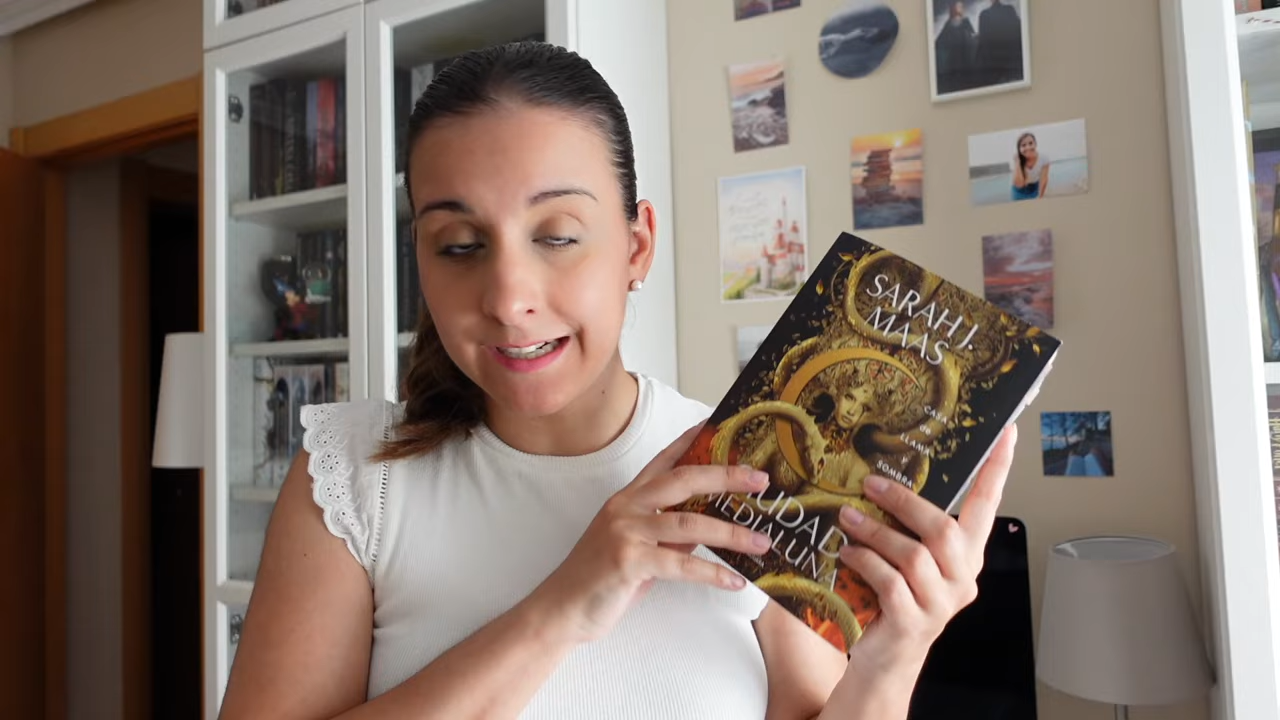 SARAH J.
MAAS
CASA
de
LLAMA
Y
SOMBRA
CIUDAD
MEDIALUNA